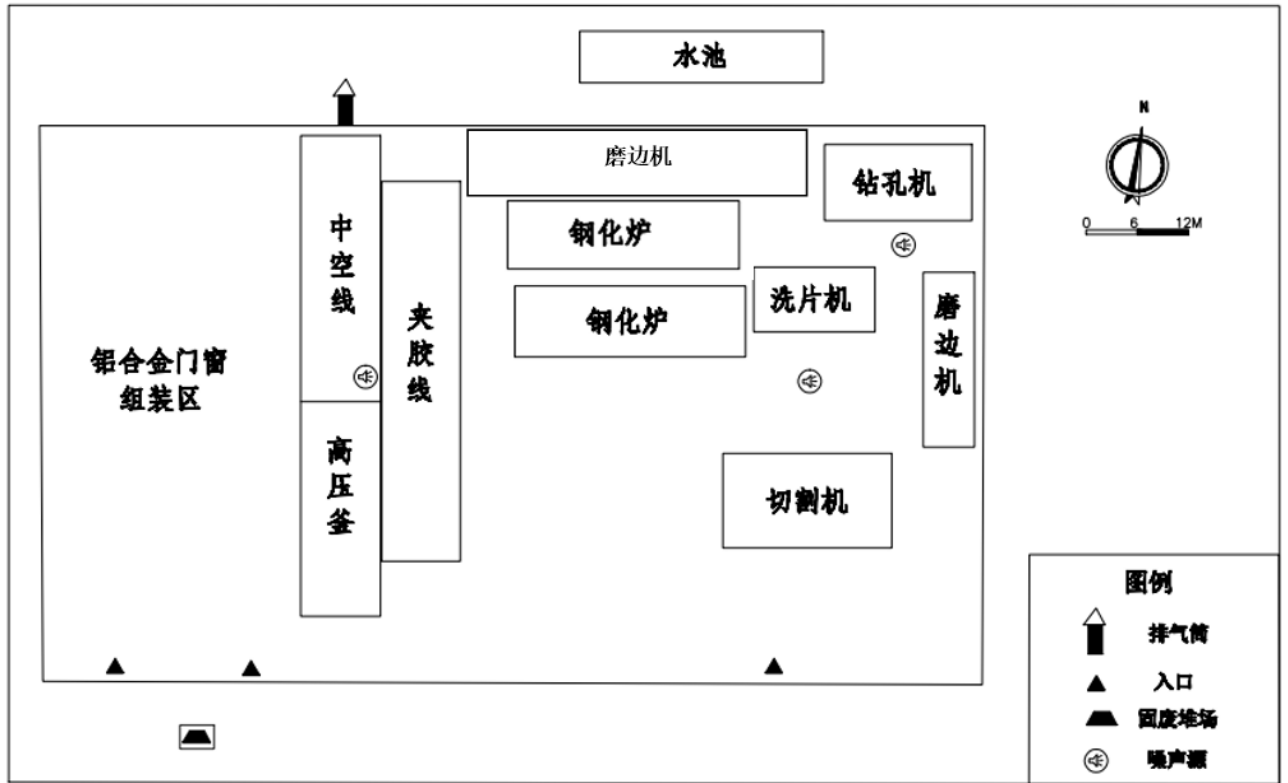 水池
N
0 6 12M
磨边机
钻孔机
钢化炉
中空线
洗片机
钢化炉
夹胶线
磨边机
铝合金门窗
组装区
高压釜
切割机
图例
排气筒
入口
固废堆场
噪声源